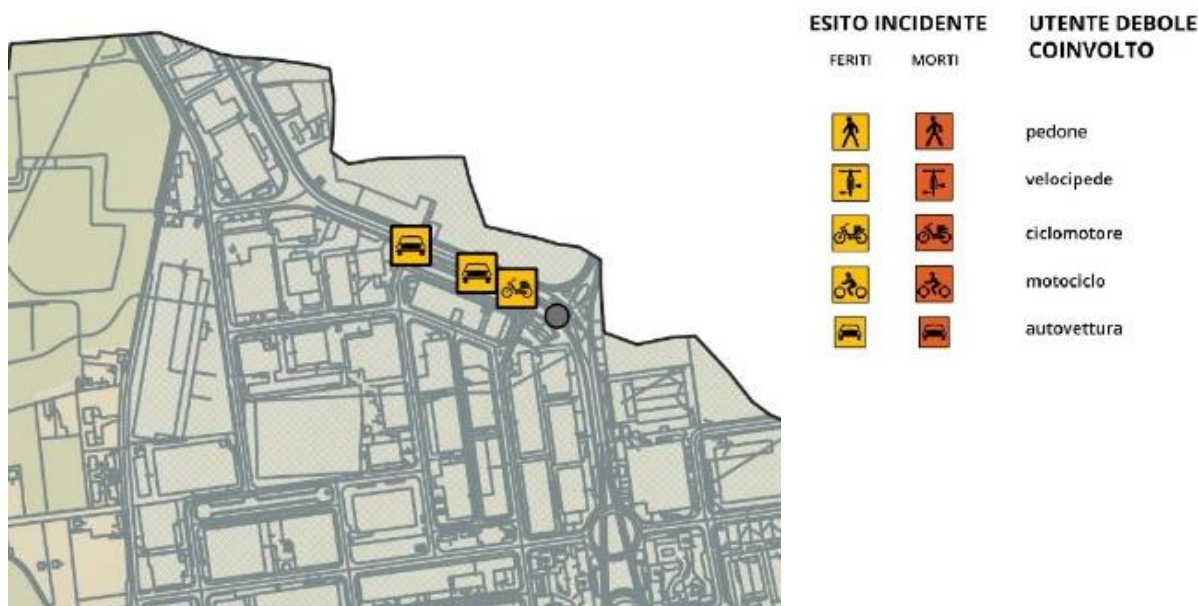 ESITO INCIDENTE
UTENTE DEBOLE
COINVOLTO
FERITI
MORTI
pedone
velocipede
ciclomotore
motociclo
autovettura